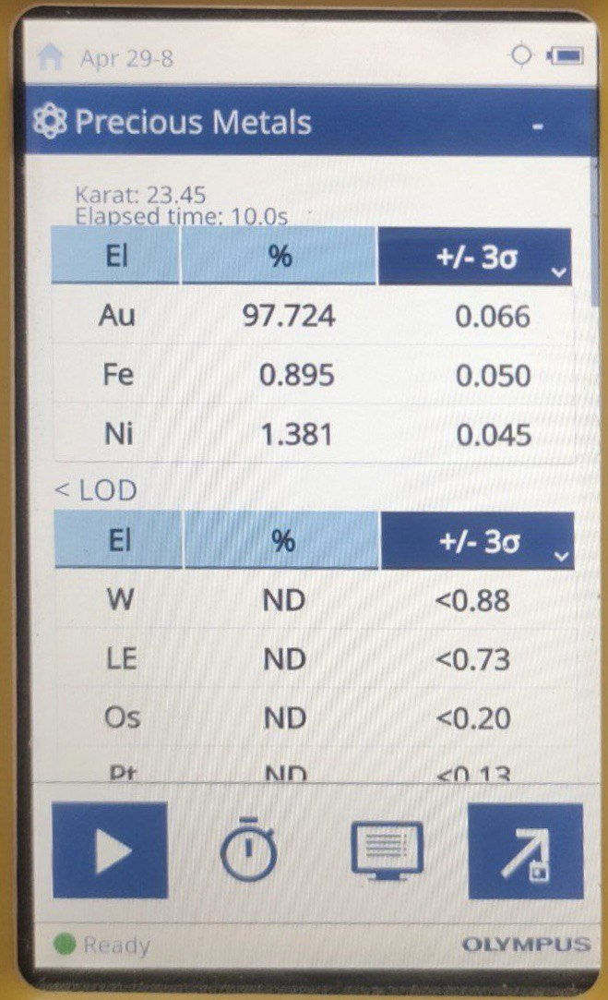 Apr 29-8
Precious Metals -
Karat: 23.45
Elapsed time: 10.0s
El % +/- 3σ
Au 97.724 0.066
Fe 0.895 0.050
Ni 1.381 0.045
< LOD
El % +/- 3σ
W ND <0.88
LE ND <0.73
Os ND <0.20
Pt ND <0.13
Ready OLYMPUS